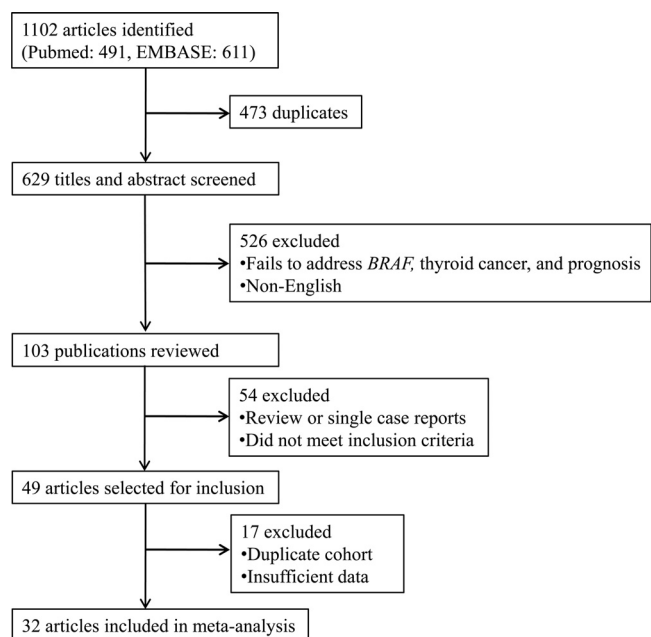 1102 articles identified
(Pubmed: 491, EMBASE: 611)
473 duplicates
629 titles and abstract screened
526 excluded
•Fails to address BRAF, thyroid cancer, and prognosis
•Non-English
103 publications reviewed
54 excluded
•Review or single case reports
•Did not meet inclusion criteria
49 articles selected for inclusion
17 excluded
•Duplicate cohort
•Insufficient data
32 articles included in meta-analysis